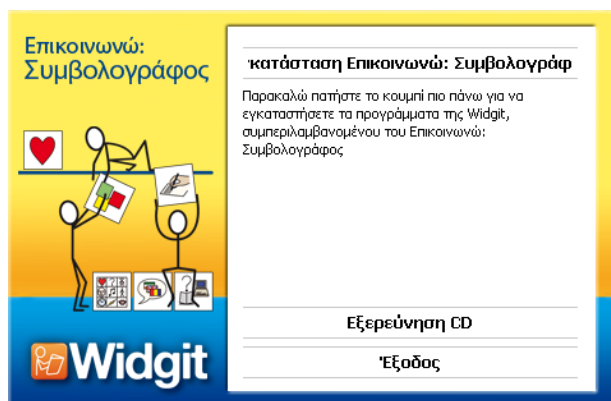 Επικοινωνώ:
Συμβολογράφος
Widgit
κατάσταση Επικοινωνώ: Συμβολογράφ
Παρακαλώ πατήστε το κουμπί πιο πάνω για να
εγκαταστήσετε τα προγράμματα της Widgit,
συμπεριλαμβανομένου του Επικοινωνώ:
Συμβολογράφος
Εξερεύνηση CD
Έξοδος